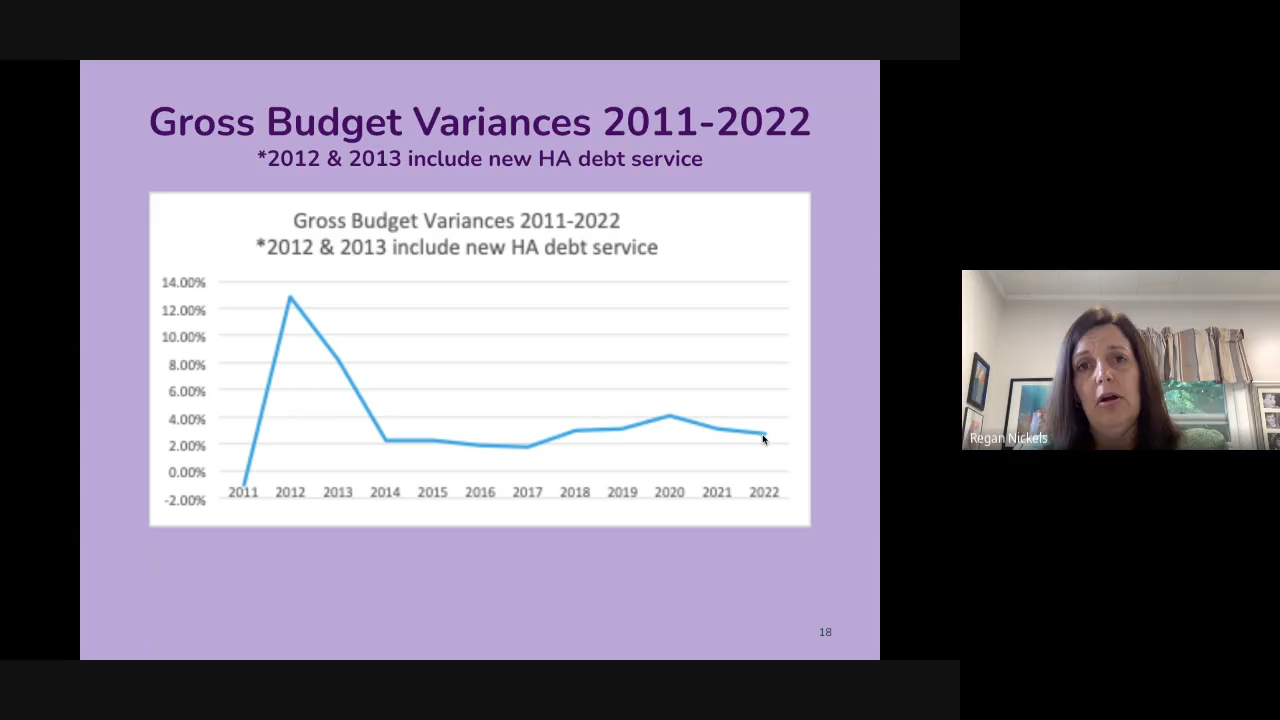 Gross Budget Variances 2011-2022
*2012 & 2013 include new HA debt service
Gross Budget Variances 2011-2022
*2012 & 2013 include new HA debt service
14.00%
12.00%
10.00%
8.00%
6.00%
4.00%
2.00%
0.00%
-2.00%
2011 2012 2013 2014 2015 2016 2017 2018 2019 2020 2021 2022
18
Regan Nickels